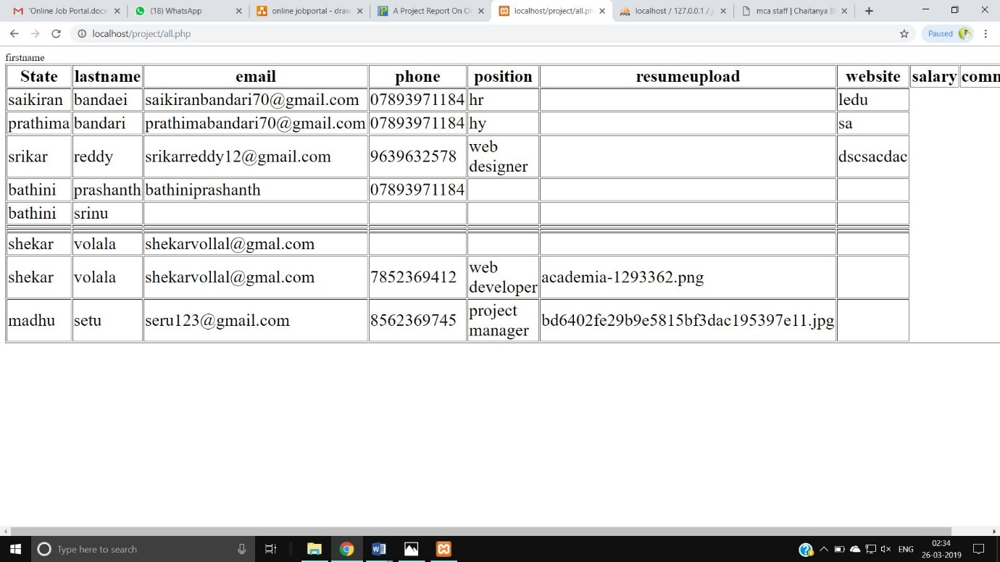 'Online Job Portal.docx
(18) WhatsApp
online jobportal - draw
A Project Report On O
localhost/project/all.ph
localhost / 127.0.0.1 / j
mca staff | Chaitanya B
localhost/project/all.php
Paused
firstname
State lastname email phone position resumeupload website salary comm
saikiran bandaei saikiranbandari70@gmail.com 07893971184 hr ledu
prathima bandari prathimabandari70@gmail.com 07893971184 hy sa
srikar reddy srikarreddy12@gmail.com 9639632578 web designer dscsacdac
bathini prashanth bathiniprashanth 07893971184
bathini srinu
shekar volala shekarvollal@gmal.com
shekar volala shekarvollal@gmal.com 7852369412 web developer academia-1293362.png
madhu setu seru123@gmail.com 8562369745 project manager bd6402fe29b9e5815bf3dac195397e11.jpg
Type here to search
ENG
02:34
26-03-2019